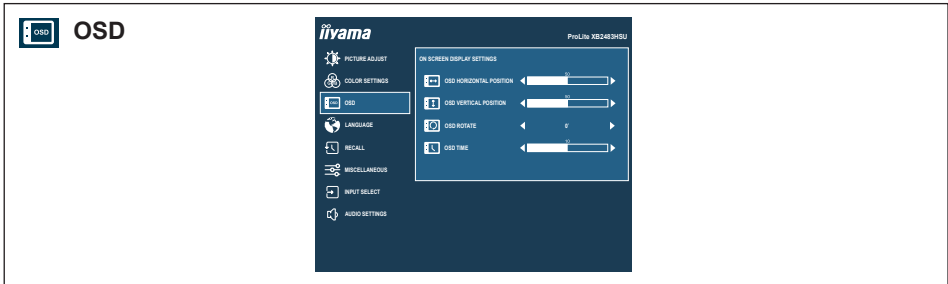 OSD
OSD
iiyama
ProLite XB2483HSU
PICTURE ADJUST
COLOR SETTINGS
OSD
OSD
LANGUAGE
RECALL
MISCELLANEOUS
INPUT SELECT
AUDIO SETTINGS
ON SCREEN DISPLAY SETTINGS
OSD HORIZONTAL POSITION
50
OSD VERTICAL POSITION
50
OSD ROTATE
0°
OSD TIME
10